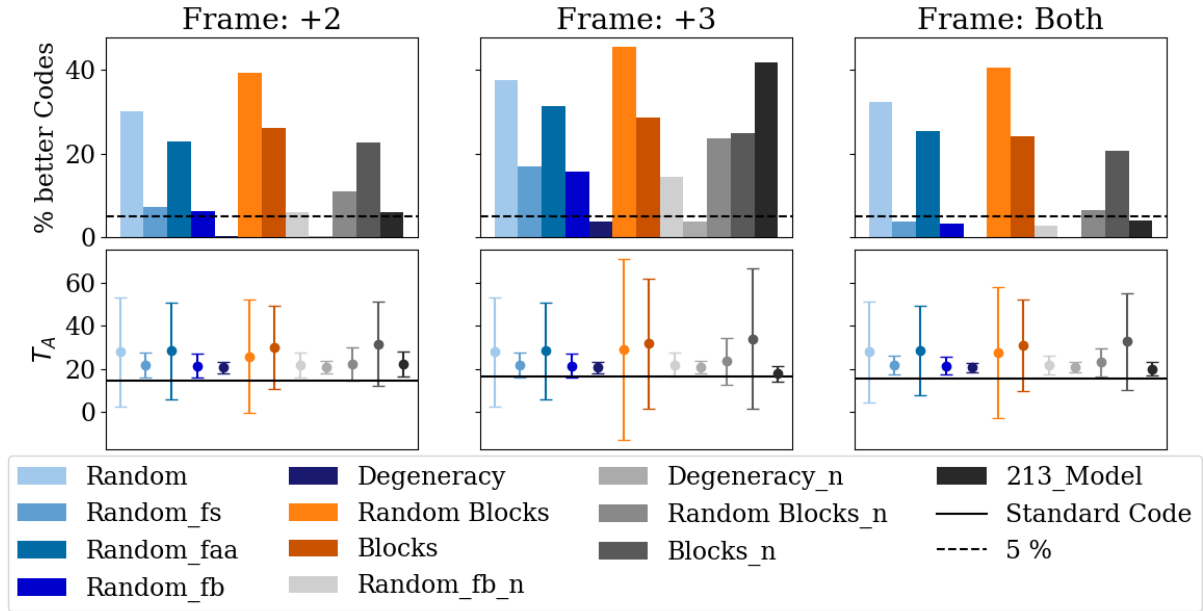 Frame: +2 Frame: +3 Frame: Both
% better Codes
40
20
0
T_A
60
40
20
0
Random Degeneracy Degeneracy_n 213_Model
Random_fs Random Blocks Random Blocks_n Standard Code
Random_faa Blocks Blocks_n 5 %
Random_fb Random_fb_n